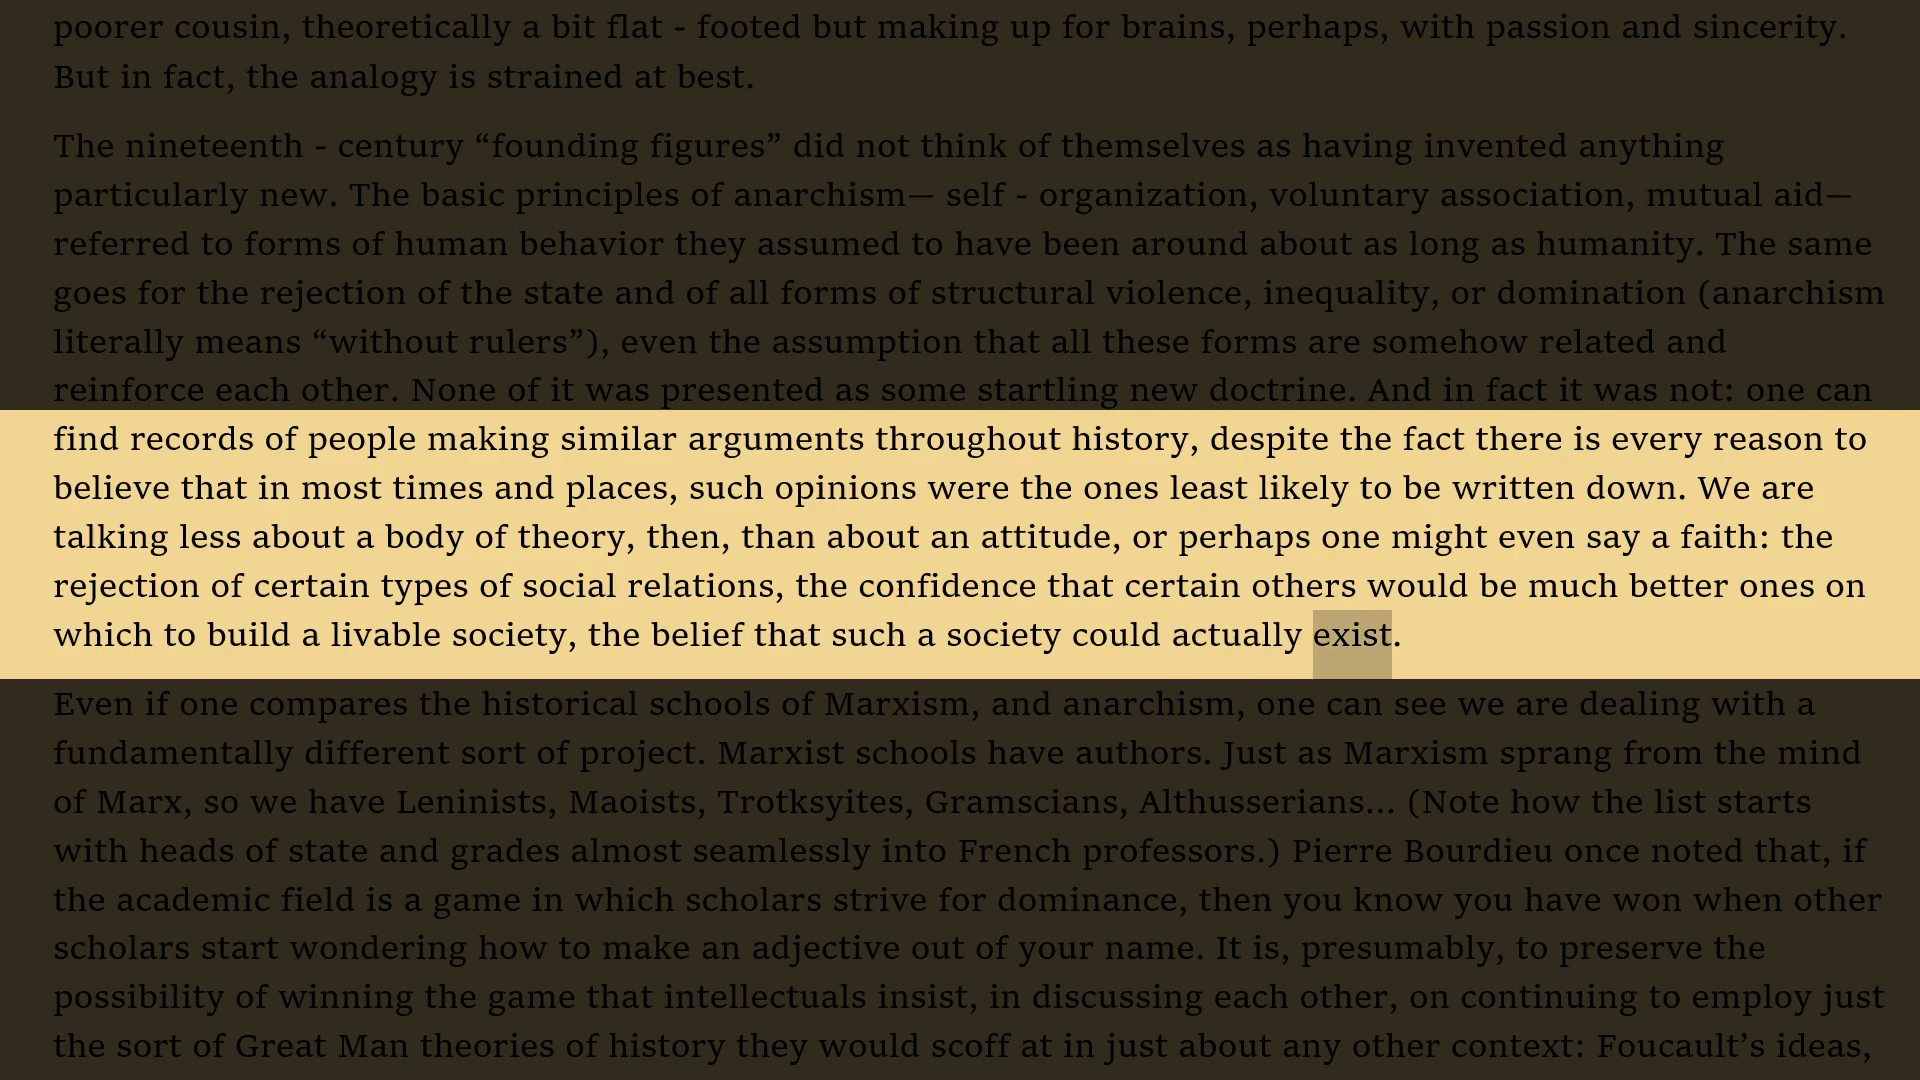 poorer cousin, theoretically a bit flat - footed but making up for brains, perhaps, with passion and sincerity.
But in fact, the analogy is strained at best.
The nineteenth - century “founding figures” did not think of themselves as having invented anything
particularly new. The basic principles of anarchism— self - organization, voluntary association, mutual aid—
referred to forms of human behavior they assumed to have been around about as long as humanity. The same
goes for the rejection of the state and of all forms of structural violence, inequality, or domination (anarchism
literally means “without rulers”), even the assumption that all these forms are somehow related and
reinforce each other. None of it was presented as some startling new doctrine. And in fact it was not: one can
find records of people making similar arguments throughout history, despite the fact there is every reason to
believe that in most times and places, such opinions were the ones least likely to be written down. We are
talking less about a body of theory, then, than about an attitude, or perhaps one might even say a faith: the
rejection of certain types of social relations, the confidence that certain others would be much better ones on
which to build a livable society, the belief that such a society could actually exist.
Even if one compares the historical schools of Marxism, and anarchism, one can see we are dealing with a
fundamentally different sort of project. Marxist schools have authors. Just as Marxism sprang from the mind
of Marx, so we have Leninists, Maoists, Trotksyites, Gramscians, Althusserians... (Note how the list starts
with heads of state and grades almost seamlessly into French professors.) Pierre Bourdieu once noted that, if
the academic field is a game in which scholars strive for dominance, then you know you have won when other
scholars start wondering how to make an adjective out of your name. It is, presumably, to preserve the
possibility of winning the game that intellectuals insist, in discussing each other, on continuing to employ just
the sort of Great Man theories of history they would scoff at in just about any other context: Foucault’s ideas,